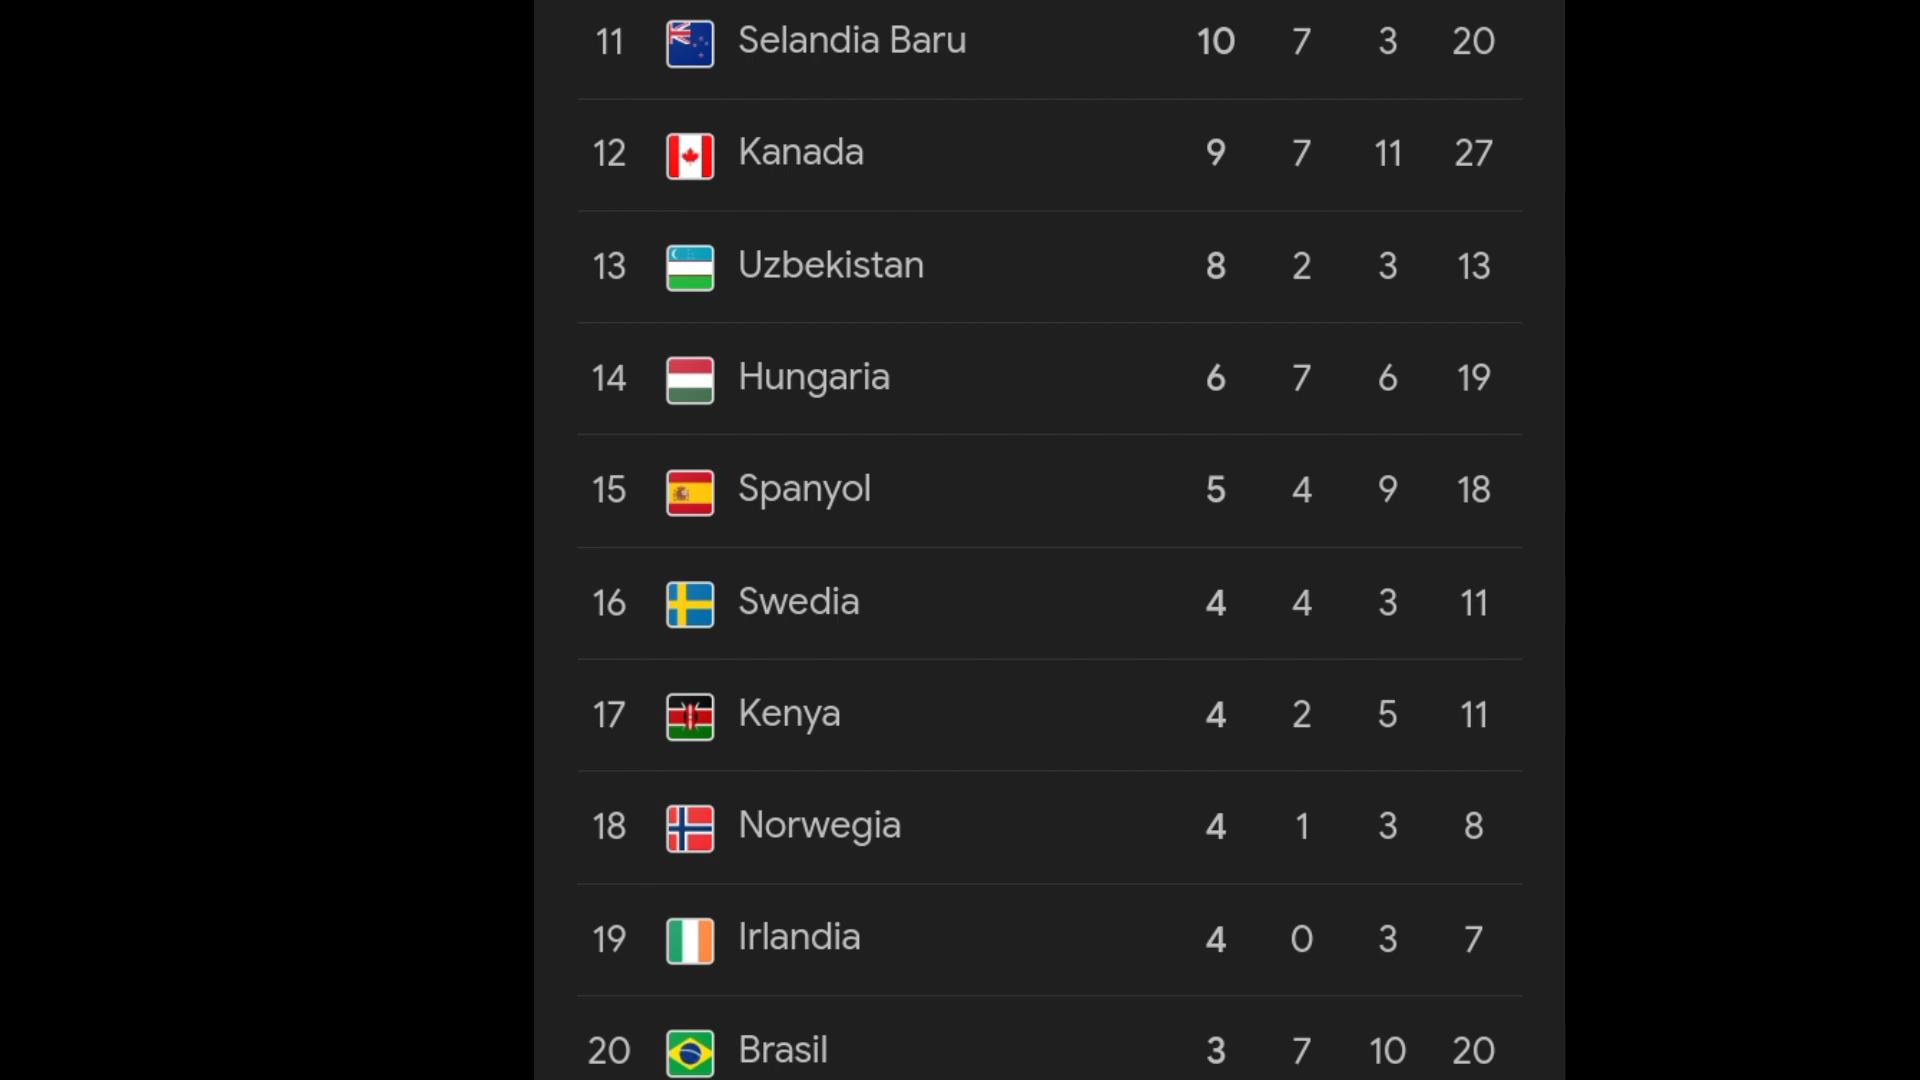 11 Selandia Baru 10 7 3 20
12 Kanada 9 7 11 27
13 Uzbekistan 8 2 3 13
14 Hungaria 6 7 6 19
15 Spanyol 5 4 9 18
16 Swedia 4 4 3 11
17 Kenya 4 2 5 11
18 Norwegia 4 1 3 8
19 Irlandia 4 0 3 7
20 Brasil 3 7 10 20